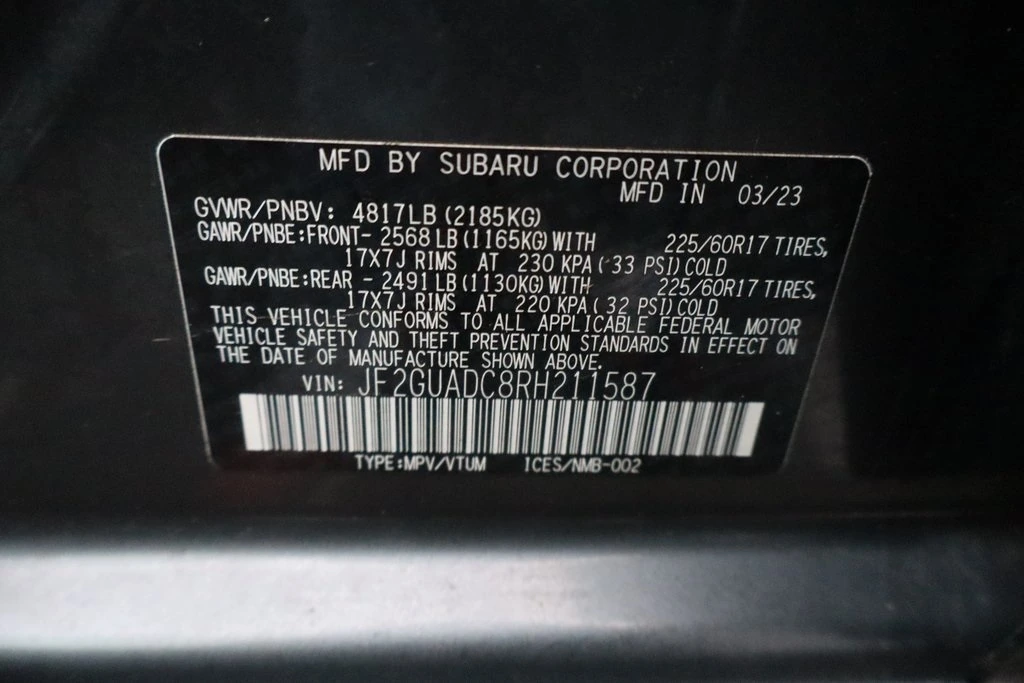 MFD BY SUBARU CORPORATION
MFD IN 03/23
GVWR/PNBV: 4817LB (2185KG)
GAWR/PNBE:FRONT- 2568 LB (1165KG) WITH 225/60R17 TIRES,
17X7J RIMS AT 230 KPA ( 33 PSI) COLD
GAWR/PNBE:REAR - 2491 LB (1130KG) WITH 225/60R17 TIRES,
17X7J RIMS AT 220 KPA ( 32 PSI) COLD
THIS VEHICLE CONFORMS TO ALL APPLICABLE FEDERAL MOTOR
VEHICLE SAFETY AND THEFT PREVENTION STANDARDS IN EFFECT ON
THE DATE OF MANUFACTURE SHOWN ABOVE.
VIN: JF2GUADC8RH211587
TYPE:MPV/VTUM ICES/NMB-002